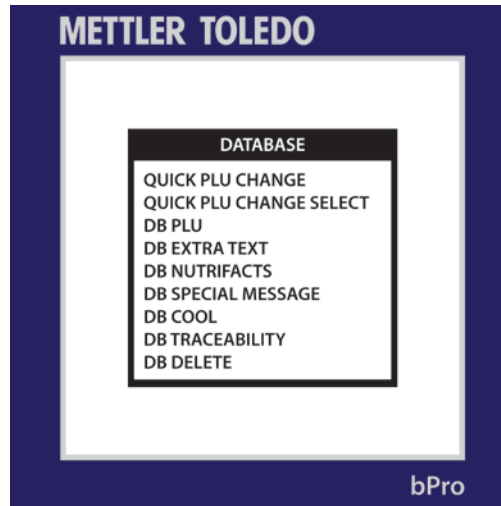 METTLER TOLEDO
DATABASE
QUICK PLU CHANGE
QUICK PLU CHANGE SELECT
DB PLU
DB EXTRA TEXT
DB NUTRIFACTS
DB SPECIAL MESSAGE
DB COOL
DB TRACEABILITY
DB DELETE
bPro